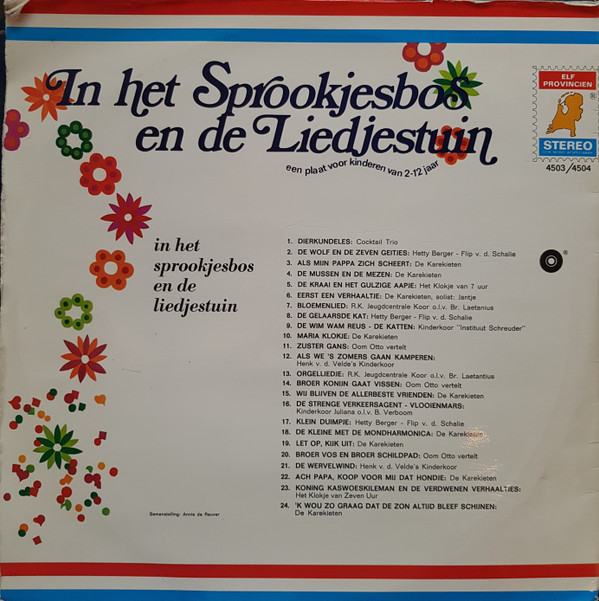 In het Sprookjesbos
en de Liedjestuin
een plaat voor kinderen van 2-12 jaar
ELF
PROVINCIEN
STEREO
4503/4504
in het
sprookjesbos
en de
liedjestuin
1. DIERKUNDELES: Cocktail Trio
2. DE WOLF EN DE ZEVEN GEITJES: Hetty Berger - Flip v. d. Schalie
3. ALS MIJN PAPPA ZICH SCHEERT: De Karekieten
4. DE MUSSEN EN DE MEZEN: De Karekieten
5. DE KRAAI EN HET GULZIGE AAPJE: Het Klokje van 7 uur
6. EERST EEN VERHAALTJE: De Karekieten, solist: Jantje
7. BLOEMENLIED: R.K. Jeugdcentrale Koor o.l.v. Br. Laetanius
8. DE GELAARSDE KAT: Hetty Berger - Flip v. d. Schalie
9. DE WIM WAM REUS - DE KATTEN: Kinderkoor "Instituut Schreuder"
10. MARIA KLOKJE: De Karekieten
11. ZUSTER GANS: Oom Otto vertelt
12. ALS WE 'S ZOMERS GAAN KAMPEREN:
Henk v. d. Velde's Kinderkoor
13. ORGELLIEDJE: R.K. Jeugdcentrale Koor o.l.v. Br. Laetantius
14. BROER KONIJN GAAT VISSEN: Oom Otto vertelt
15. WIJ BLIJVEN DE ALLERBESTE VRIENDEN: De Karekieten
16. DE STRENGE VERKEERSAGENT - VLOOIENMARS:
Kinderkoor Juliana o.l.v. B. Verboom
17. KLEIN DUIMPJE: Hetty Berger - Flip v. d. Schalie
18. DE KLEINE MET DE MONDHARMONICA: De Karekieten
19. LET OP, KIJK UIT: De Karekieten
20. BROER VOS EN BROER SCHILDPAD: Oom Otto vertelt
21. DE WERVELWIND: Henk v. d. Velde's Kinderkoor
22. ACH PAPA, KOOP VOOR MIJ DAT HONDJE: De Karekieten
23. KONING KASWOESKILEMAN EN DE VERDWENEN VERHAALTJES:
Het Klokje van Zeven Uur
24. 'K WOU ZO GRAAG DAT DE ZON ALTIJD BLEEF SCHIJNEN:
De Karekieten
®
Samenstelling: Annie de Reuver